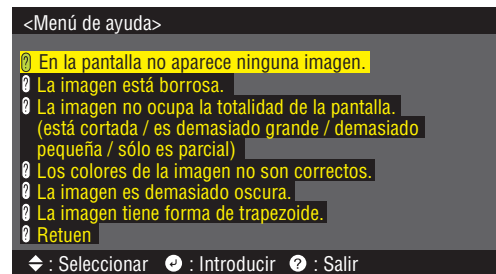 <Menú de ayuda>
En la pantalla no aparece ninguna imagen.
La imagen está borrosa.
La imagen no ocupa la totalidad de la pantalla.
(está cortada / es demasiado grande / demasiado
pequeña / sólo es parcial)
Los colores de la imagen no son correctos.
La imagen es demasiado oscura.
La imagen tiene forma de trapezoide.
Retuen
: Seleccionar : Introducir ? : Salir